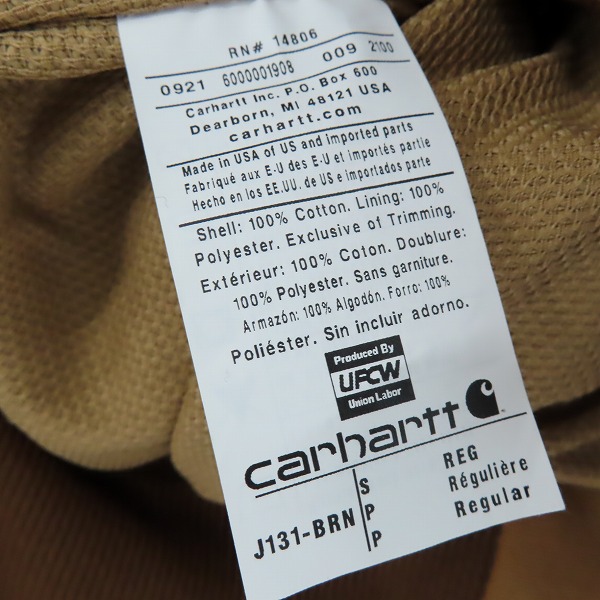 RN# 14806
0921 6000001908 009 2100
Carhartt Inc. P.O. Box 600
Dearborn, MI 48121 USA
carhartt.com
Made in USA of US and imported parts
Fabriqué aux E-U des E-U et importés partie
Hecho en los EE.UU. de US e importados parte
Shell: 100% Cotton. Lining: 100%
Polyester. Exclusive of Trimming.
Extérieur: 100% Coton. Doublure:
100% Polyester. Sans garniture.
Armazón: 100% Algodón. Forro: 100%
Poliéster. Sin incluir adorno.
Produced By
UFCW
Union Labor
carhartt
J131-BRN
S REG
P Régulière
P Regular